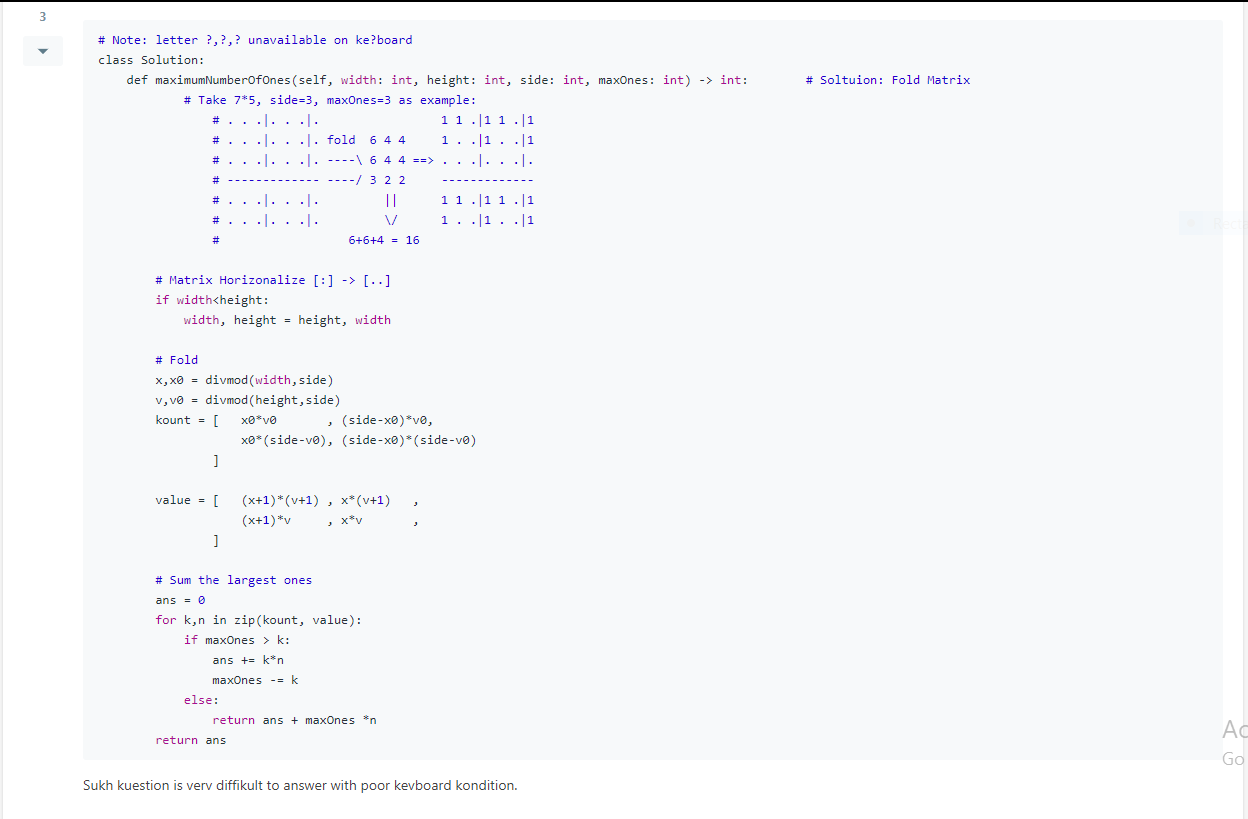 3
# Note: letter ?,?,? unavailable on ke?board
class Solution:
    def maximumNumberOfOnes(self, width: int, height: int, side: int, maxOnes: int) -> int:        # Soltuion: Fold Matrix
            # Take 7*5, side=3, maxOnes=3 as example:
                # . . .|. . .|.                 1 1 .|1 1 .|1
                # . . .|. . .|. fold  6 4 4     1 . .|1 . .|1
                # . . .|. . .|. ----\ 6 4 4 ==> . . .|. . .|.
                # ------------- ----/ 3 2 2     -------------
                # . . .|. . .|.         ||      1 1 .|1 1 .|1
                # . . .|. . .|.         \/      1 . .|1 . .|1
                #                  6+6+4 = 16
        # Matrix Horizonalize [:] -> [..]
        if width<height:
            width, height = height, width
        # Fold
        x,x0 = divmod(width,side)
        v,v0 = divmod(height,side)
        kount = [   x0*v0       , (side-x0)*v0,
                    x0*(side-v0), (side-x0)*(side-v0)
                ]
        value = [   (x+1)*(v+1) , x*(v+1)   ,
                    (x+1)*v     , x*v       ,
                ]
        # Sum the largest ones
        ans = 0
        for k,n in zip(kount, value):
            if maxOnes > k:
                ans += k*n
                maxOnes -= k
            else:
                return ans + maxOnes *n
        return ans
Sukh kuestion is verv diffikult to answer with poor kevboard kondition.
Go